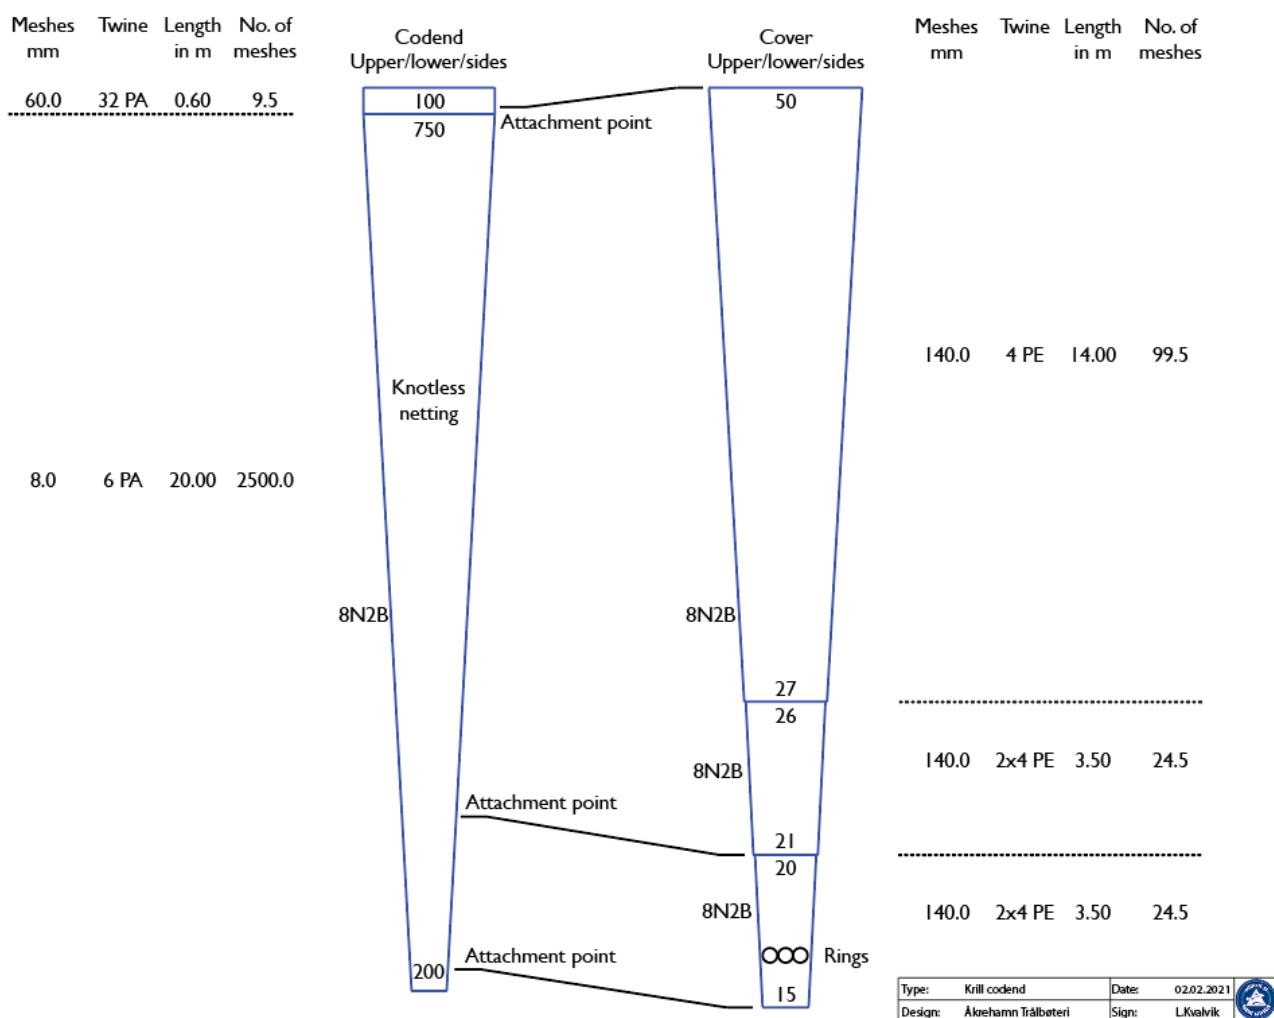 Meshes Twine Length No. of
mm in m meshes
Codend
Upper/lower/sides
Cover
Upper/lower/sides
Meshes Twine Length No. of
mm in m meshes
60.0 32 PA 0.60 9.5
100
750
Attachment point
50
140.0 4 PE 14.00 99.5
Knotless
netting
8.0 6 PA 20.00 2500.0
8N2B
8N2B
27
26
140.0 2x4 PE 3.50 24.5
8N2B
Attachment point
21
20
140.0 2x4 PE 3.50 24.5
8N2B
Attachment point
Rings
200
15
Type: Krill codend Date: 02.02.2021
Design: Åkrehamn Trålbøteri Sign: L.Kvalvik